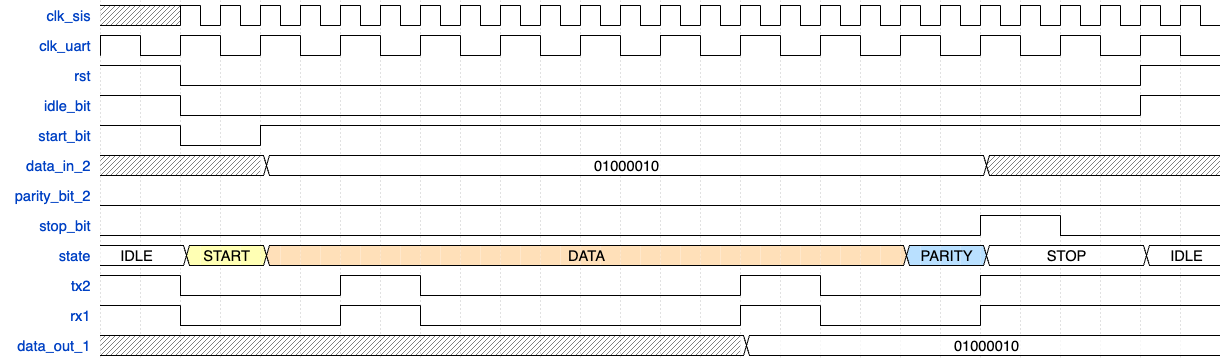 clk_sis
clk_uart
rst
idle_bit
start_bit
data_in_2 01000010
parity_bit_2
stop_bit
state IDLE START DATA PARITY STOP IDLE
tx2
rx1
data_out_1 01000010